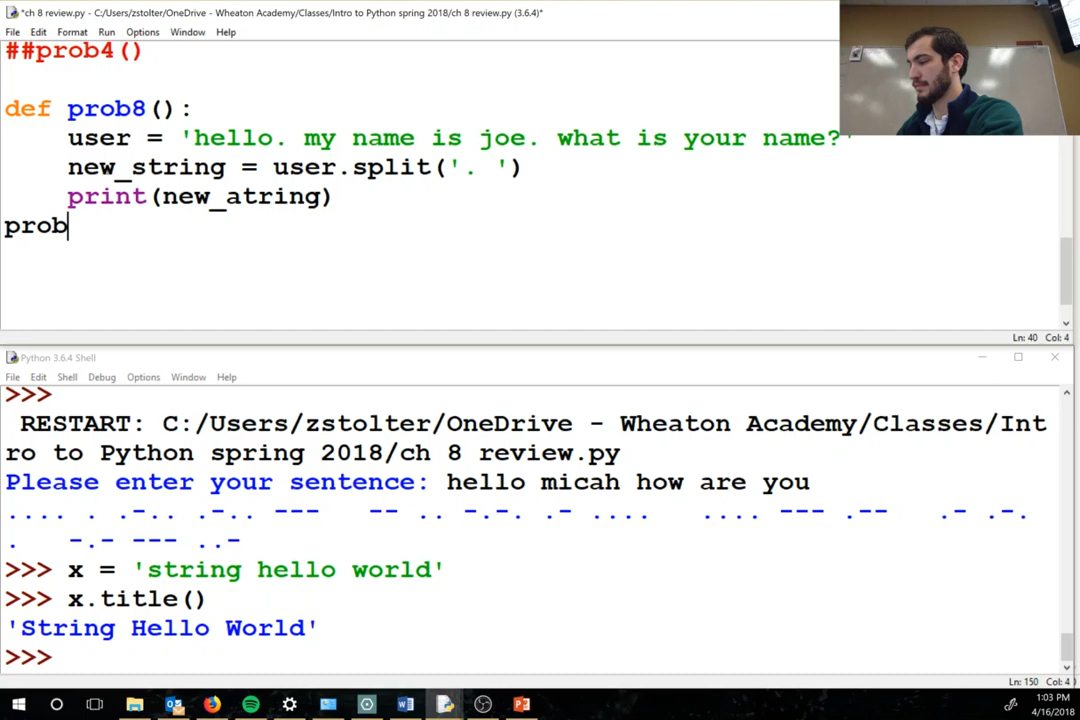 *ch 8 review.py - C:/Users/zstolter/OneDrive - Wheaton Academy/Classes/Intro to Python spring 2018/ch 8 review.py (3.6.4)*
File Edit Format Run Options Window Help
##prob4()
def prob8():
user = 'hello. my name is joe. what is your name?'
new_string = user.split('. ')
print(new_atring)
prob
Ln: 40 Col: 4
Python 3.6.4 Shell
File Edit Shell Debug Options Window Help
>>>
RESTART: C:/Users/zstolter/OneDrive - Wheaton Academy/Classes/Int
ro to Python spring 2018/ch 8 review.py
Please enter your sentence: hello micah how are you
.... . .-.. .-.. --- -- .. -.-. .- .... .... --- .-- .- .-.
. -.- --- ..-
>>> x = 'string hello world'
>>> x.title()
'String Hello World'
>>>
Ln: 150 Col: 4
1:03 PM
4/16/2018